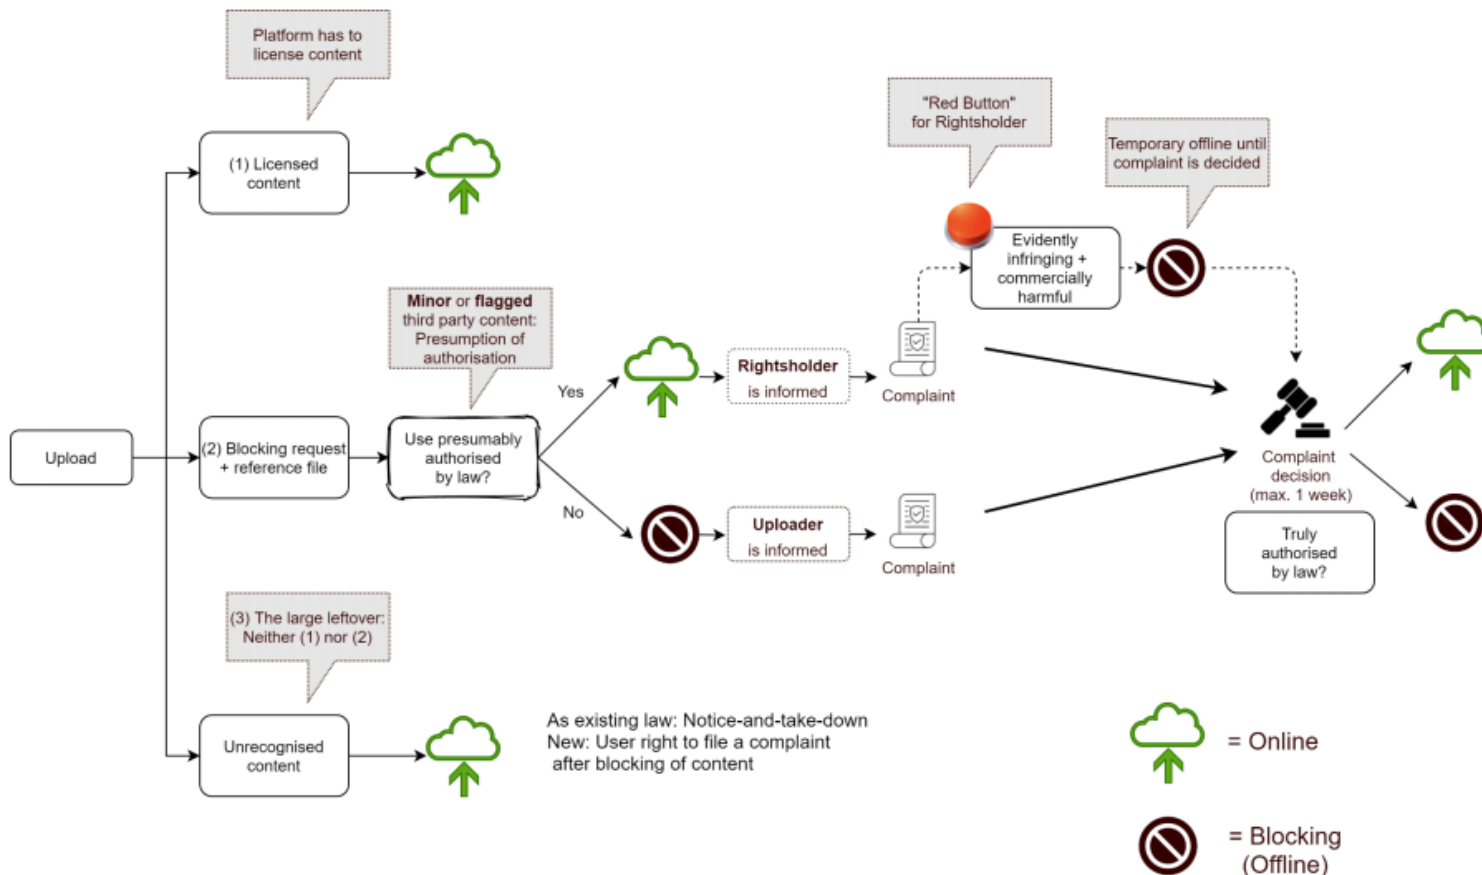 Platform has to
license content
(1) Licensed
content
"Red Button"
for Rightsholder
Temporary offline until
complaint is decided
Evidently
infringing +
commercially
harmful
Minor or flagged
third party content:
Presumption of
authorisation
Upload
(2) Blocking request
+ reference file
Use presumably
authorised
by law?
Yes
No
Rightsholder
is informed
Complaint
Uploader
is informed
Complaint
Complaint
decision
(max. 1 week)
Truly
authorised
by law?
(3) The large leftover:
Neither (1) nor (2)
Unrecognised
content
As existing law: Notice-and-take-down
New: User right to file a complaint
after blocking of content
= Online
= Blocking
(Offline)